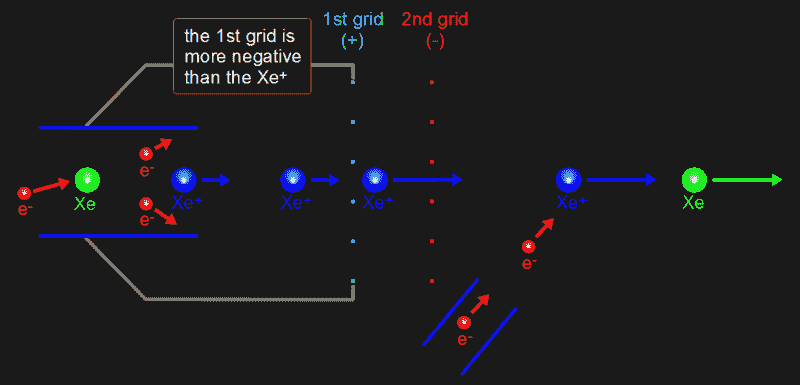 the 1st grid is
more negative
than the Xe⁺
1st grid
(+)
2nd grid
(-)
e⁻
Xe
e⁻
e⁻
Xe⁺
Xe⁺
Xe⁺
e⁻
e⁻
Xe⁺
Xe